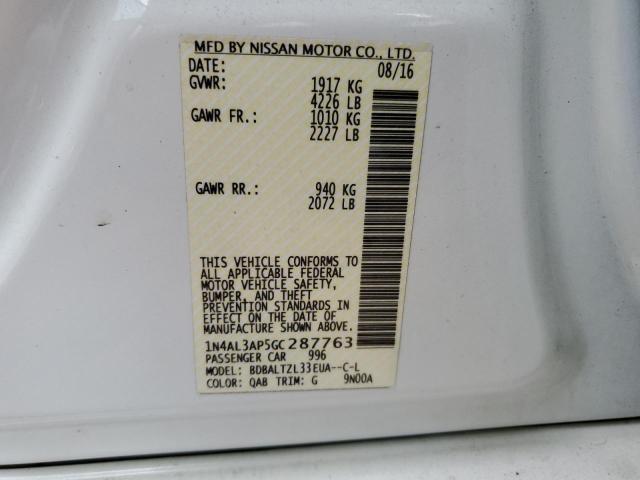 MFD BY NISSAN MOTOR CO., LTD.
DATE: 08/16
GVWR: 1917 KG
4226 LB
GAWR FR.: 1010 KG
2227 LB
GAWR RR.: 940 KG
2072 LB
THIS VEHICLE CONFORMS TO
ALL APPLICABLE FEDERAL
MOTOR VEHICLE SAFETY,
BUMPER, AND THEFT
PREVENTION STANDARDS IN
EFFECT ON THE DATE OF
MANUFACTURE SHOWN ABOVE.
1N4AL3AP5GC287763
PASSENGER CAR 996
MODEL: BDBALTZL33EUA--C-L
COLOR: QAB TRIM: G 9N00A